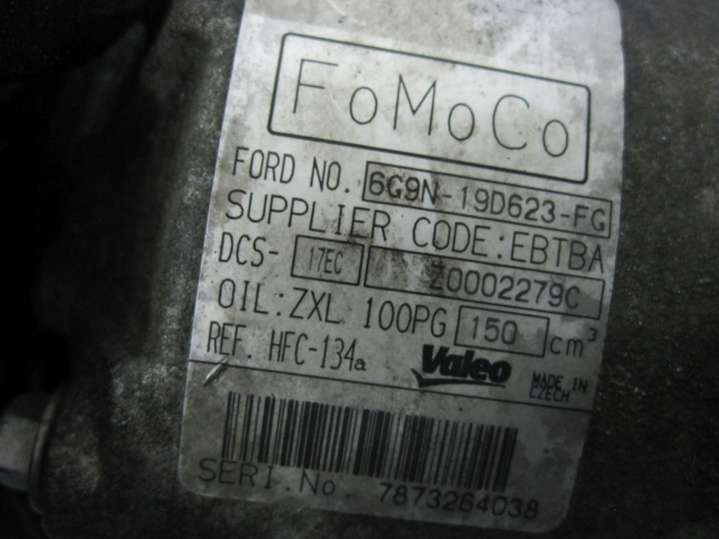 FoMoCo
FORD NO. 6G9N-19D623-FG
SUPPLIER CODE:EBTBA
DCS- 17EC Z0002279C
OIL:ZXL 100PG 150 cm³
REF. HFC-134a Valeo MADE IN
CZECH
SERI.No. 7873264038